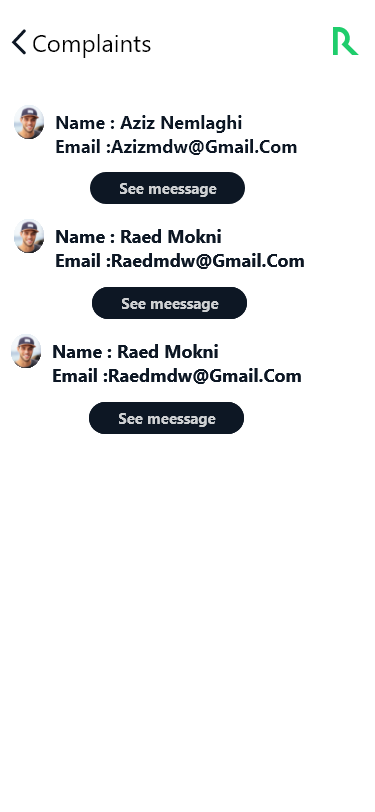 Complaints
R
Name : Aziz Nemlaghi
Email :Azizmdw@Gmail.Com
See meessage
Name : Raed Mokni
Email :Raedmdw@Gmail.Com
See meessage
Name : Raed Mokni
Email :Raedmdw@Gmail.Com
See meessage